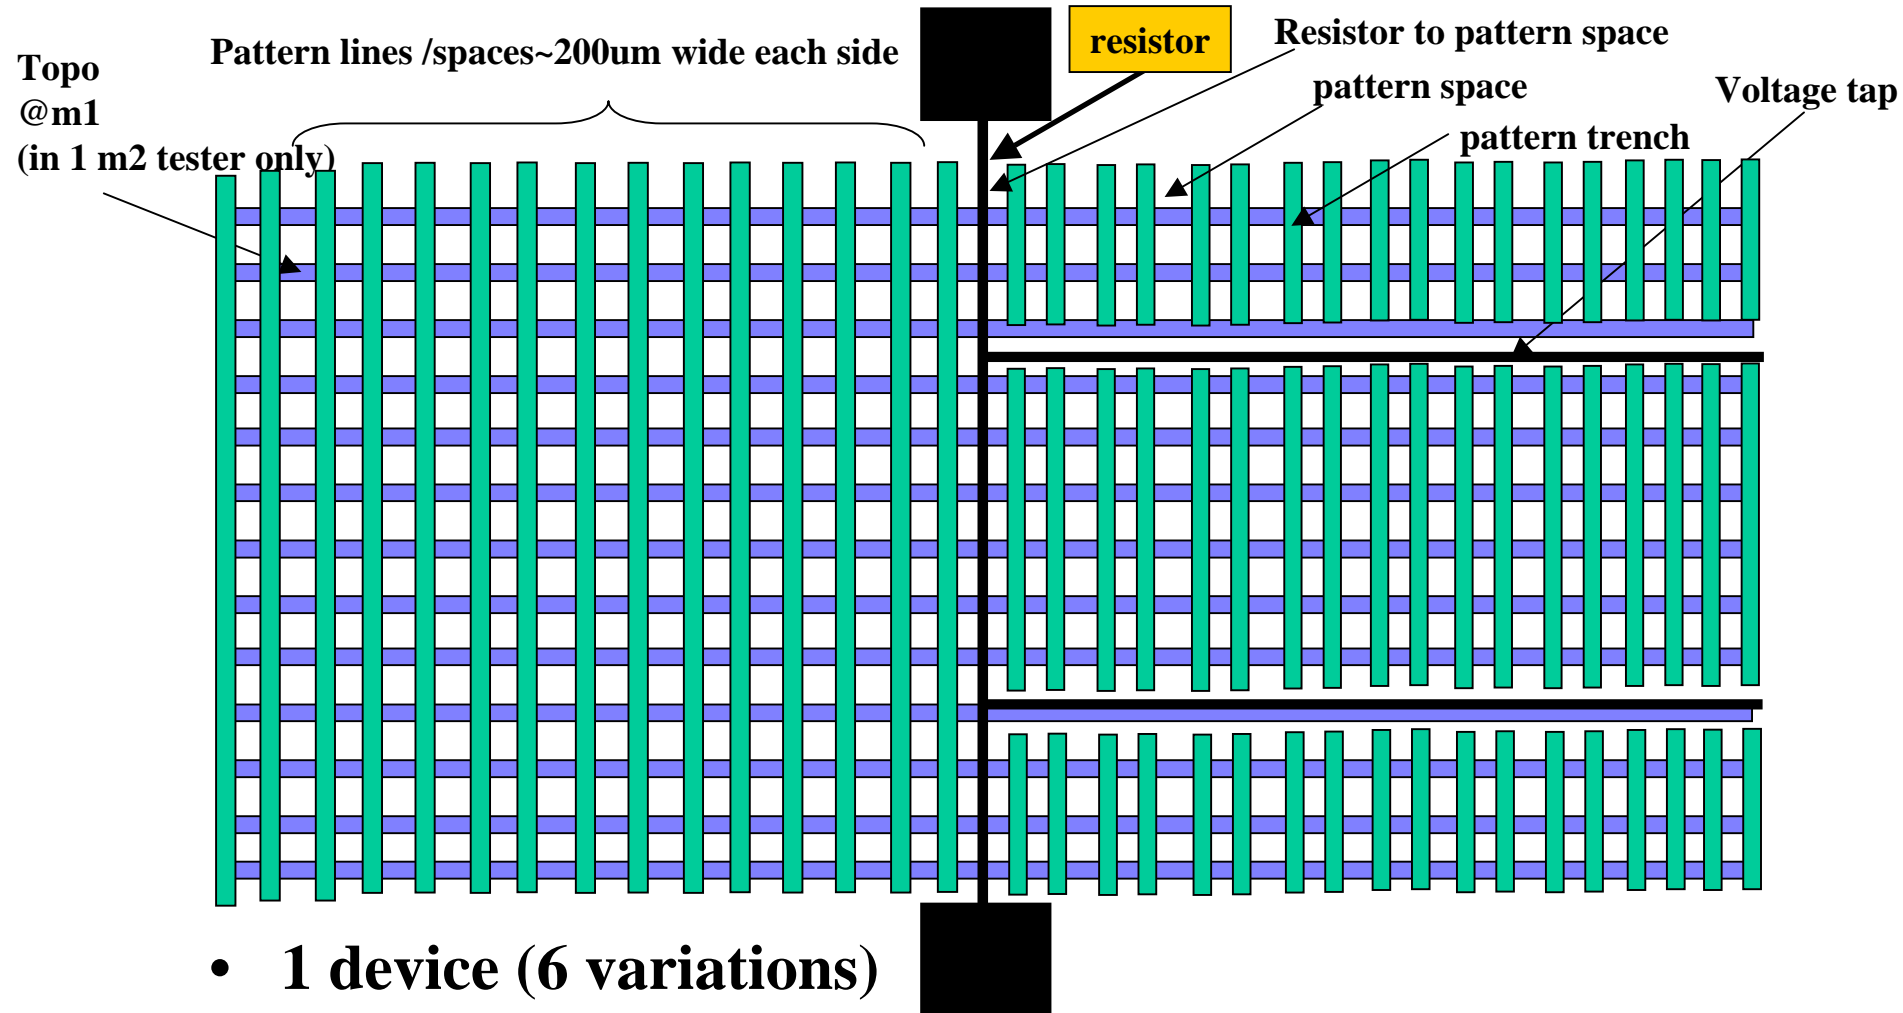 Topo
@m1
(in 1 m2 tester only)
Pattern lines /spaces~200um wide each side
resistor
Resistor to pattern space
pattern space
pattern trench
Voltage tap
• 1 device (6 variations)